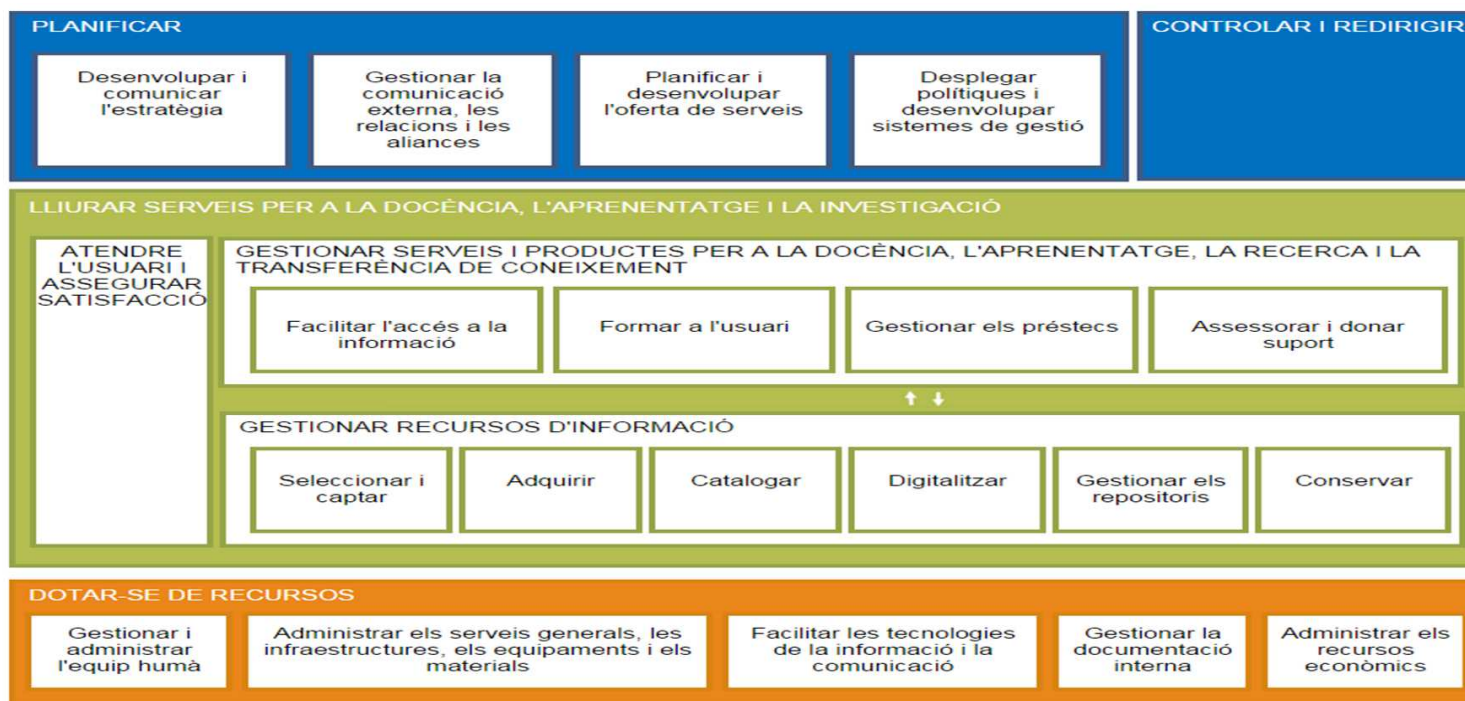 PLANIFICAR
Desenvolupar i
comunicar
l'estratègia
Gestionar la
comunicació
externa, les
relacions i les
aliances
Planificar i
desenvolupar
l'oferta de serveis
Desplegar
polítiques i
desenvolupar
sistemes de gestió
CONTROLAR I REDIRIGIR
LLIURAR SERVEIS PER A LA DOCÈNCIA, L'APRENENTATGE I LA INVESTIGACIÓ
ATENDRE
L'USUARI I
ASSEGURAR
SATISFACCIÓ
GESTIONAR SERVEIS I PRODUCTES PER A LA DOCÈNCIA, L'APRENENTATGE, LA RECERCA I LA
TRANSFERÈNCIA DE CONEIXEMENT
Facilitar l'accés a la
informació
Formar a l'usuari
Gestionar els préstecs
Assessorar i donar
suport
GESTIONAR RECURSOS D'INFORMACIÓ
Seleccionar i
captar
Adquirir
Catalogar
Digitalitzar
Gestionar els
repositoris
Conservar
DOTAR-SE DE RECURSOS
Gestionar i
administrar
l'equip humà
Administrar els serveis generals, les
infraestructures, els equipaments i els
materials
Facilitar les tecnologies
de la informació i la
comunicació
Gestionar la
documentació
interna
Administrar els
recursos
econòmics